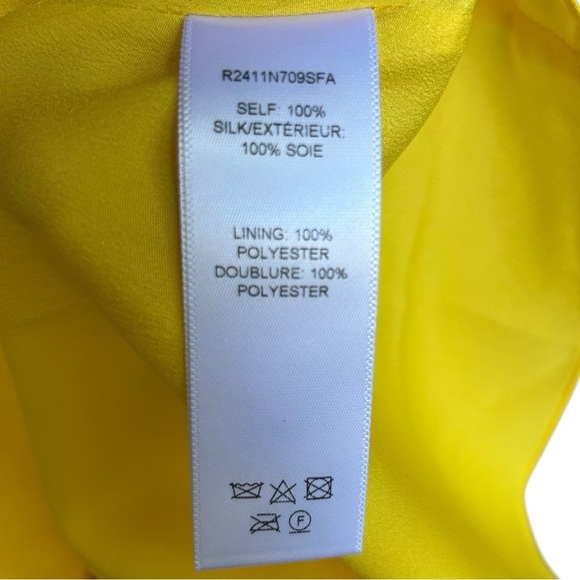 R2411N709SFA
SELF: 100%
SILK/EXTÉRIEUR:
100% SOIE
LINING: 100%
POLYESTER
DOUBLURE: 100%
POLYESTER
F